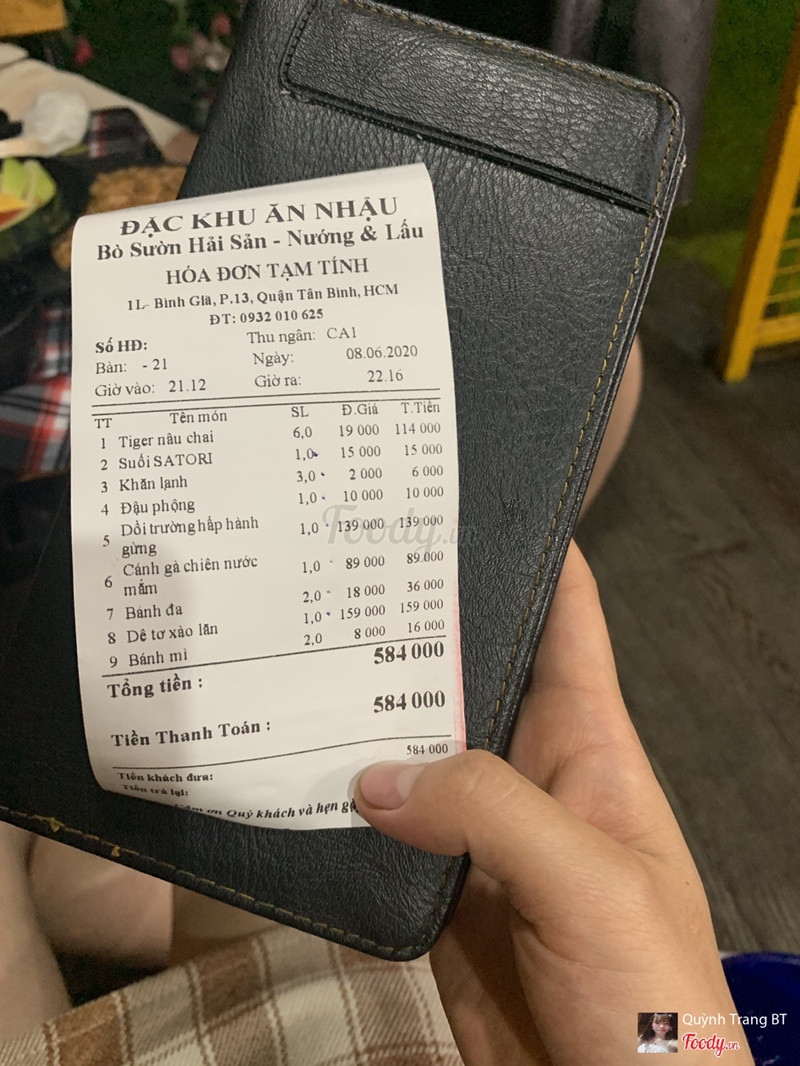 ĐẶC KHU ĂN NHẬU
Bò Sườn Hải Sản - Nướng & Lẩu
HÓA ĐƠN TẠM TÍNH
1L- Bình Giã, P.13, Quận Tân Bình, HCM
ĐT: 0932 010 625
Số HĐ: Thu ngân: CA1
Bàn: - 21 Ngày: 08.06.2020
Giờ vào: 21.12 Giờ ra: 22.16
TT Tên món SL Đ.Giá T.Tiền
1 Tiger nâu chai 6,0 19 000 114 000
2 Suối SATORI 1,0 15 000 15 000
3 Khăn lạnh 3,0 2 000 6 000
4 Đậu phộng 1,0 10 000 10 000
5 Dồi trường hấp hành gừng 1,0 139 000 139 000
6 Cánh gà chiên nước mắm 1,0 89 000 89 000
7 Bánh đa 2,0 18 000 36 000
8 Dê tơ xào lăn 1,0 159 000 159 000
9 Bánh mì 2,0 8 000 16 000
Tổng tiền : 584 000
Tiền Thanh Toán : 584 000
Tiền khách đưa: 584 000
Tiền trả lại:
Cảm ơn Quý khách và hẹn
Foody.vn
Quỳnh Trang BT
Foody.vn